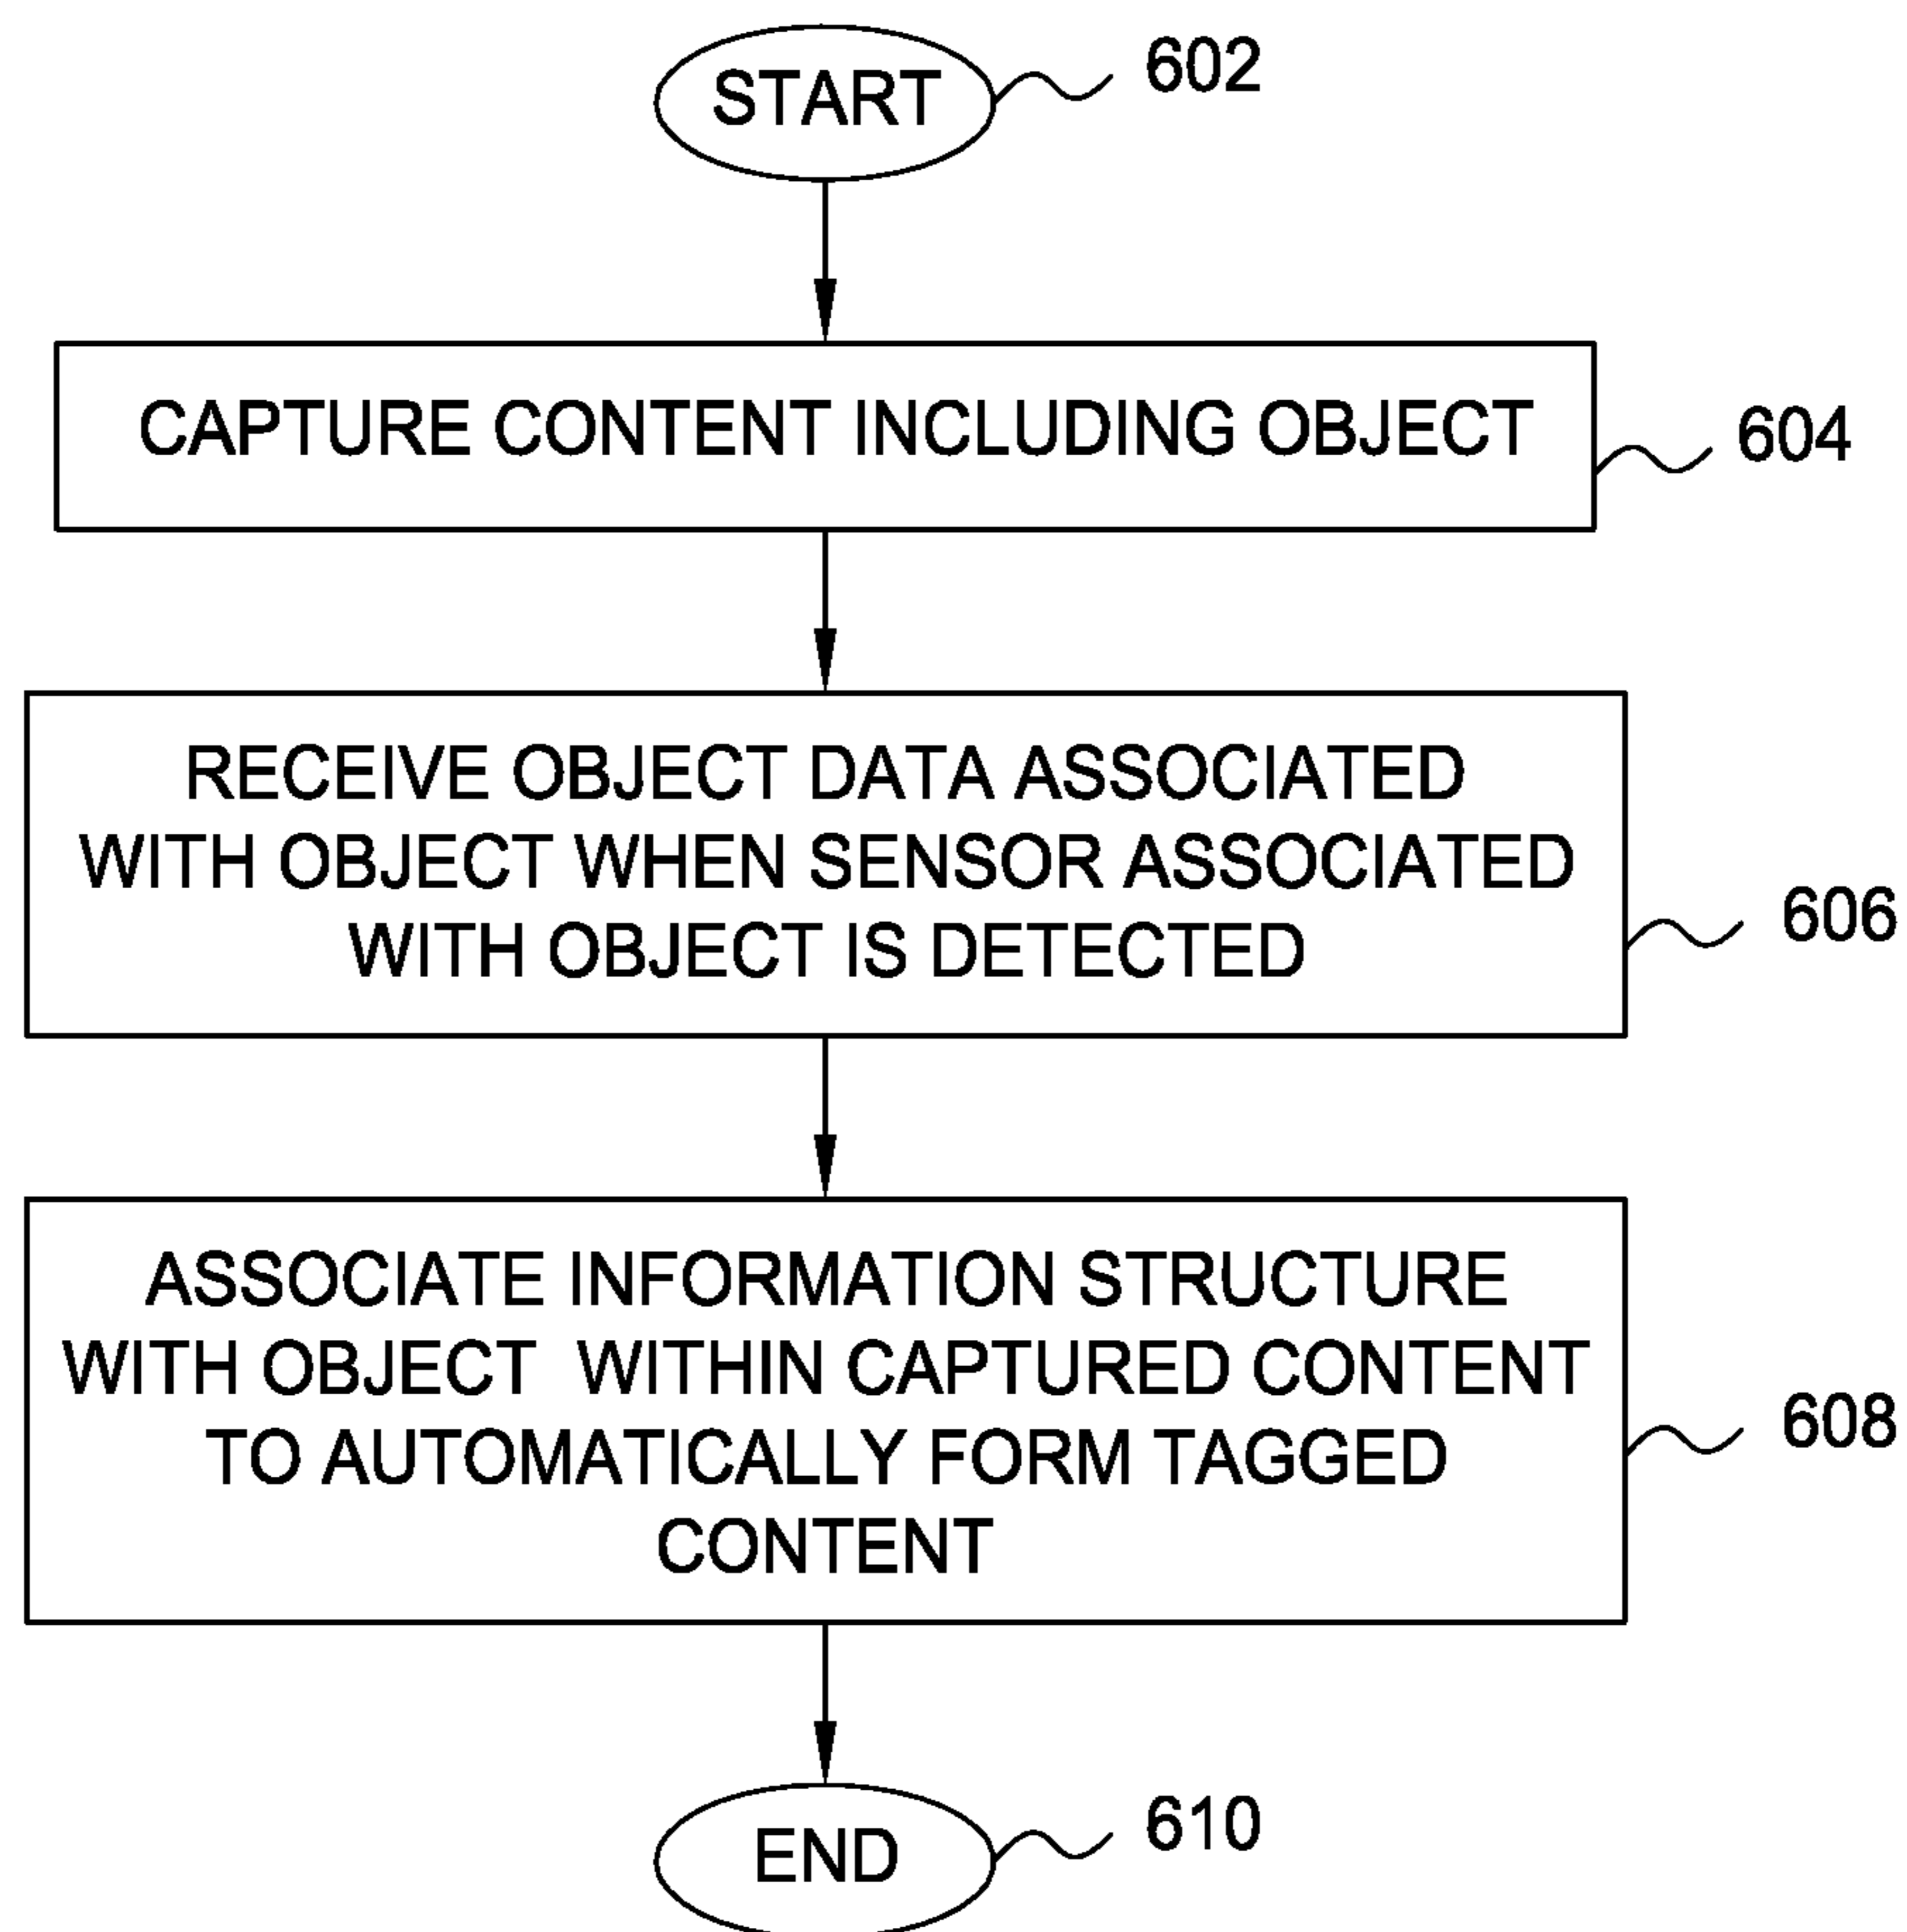 START
602
CAPTURE CONTENT INCLUDING OBJECT
604
RECEIVE OBJECT DATA ASSOCIATED
WITH OBJECT WHEN SENSOR ASSOCIATED
WITH OBJECT IS DETECTED
606
ASSOCIATE INFORMATION STRUCTURE
WITH OBJECT WITHIN CAPTURED CONTENT
TO AUTOMATICALLY FORM TAGGED
CONTENT
608
END
610